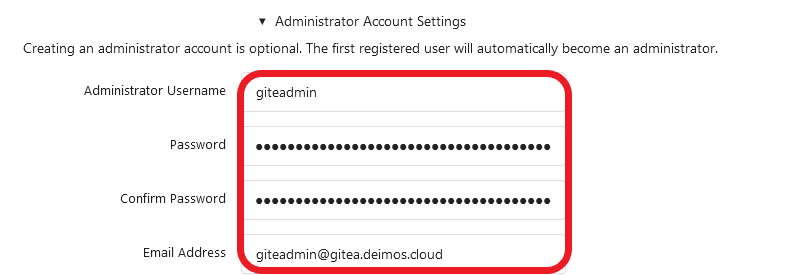 ▼ Administrator Account Settings
Creating an administrator account is optional. The first registered user will automatically become an administrator.
Administrator Username giteadmin
Password ●●●●●●●●●●●●●●●●●●●●●●●●●●●●●●●●●●●●●
Confirm Password ●●●●●●●●●●●●●●●●●●●●●●●●●●●●●●●●●●●●●
Email Address giteadmin@gitea.deimos.cloud